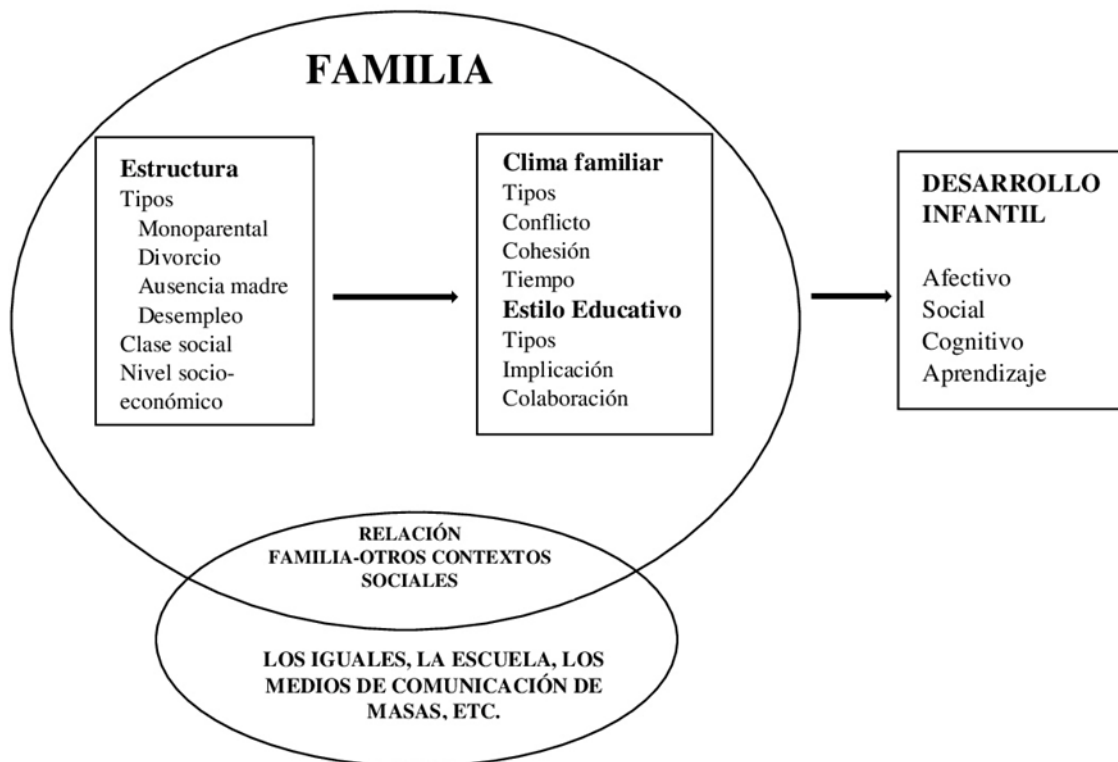 FAMILIA
Estructura
Tipos
Monoparental
Divorcio
Ausencia madre
Desempleo
Clase social
Nivel socio-
económico
Clima familiar
Tipos
Conflicto
Cohesión
Tiempo
Estilo Educativo
Tipos
Implicación
Colaboración
DESARROLLO
INFANTIL
Afectivo
Social
Cognitivo
Aprendizaje
RELACIÓN
FAMILIA-OTROS CONTEXTOS
SOCIALES
LOS IGUALES, LA ESCUELA, LOS
MEDIOS DE COMUNICACIÓN DE
MASAS, ETC.